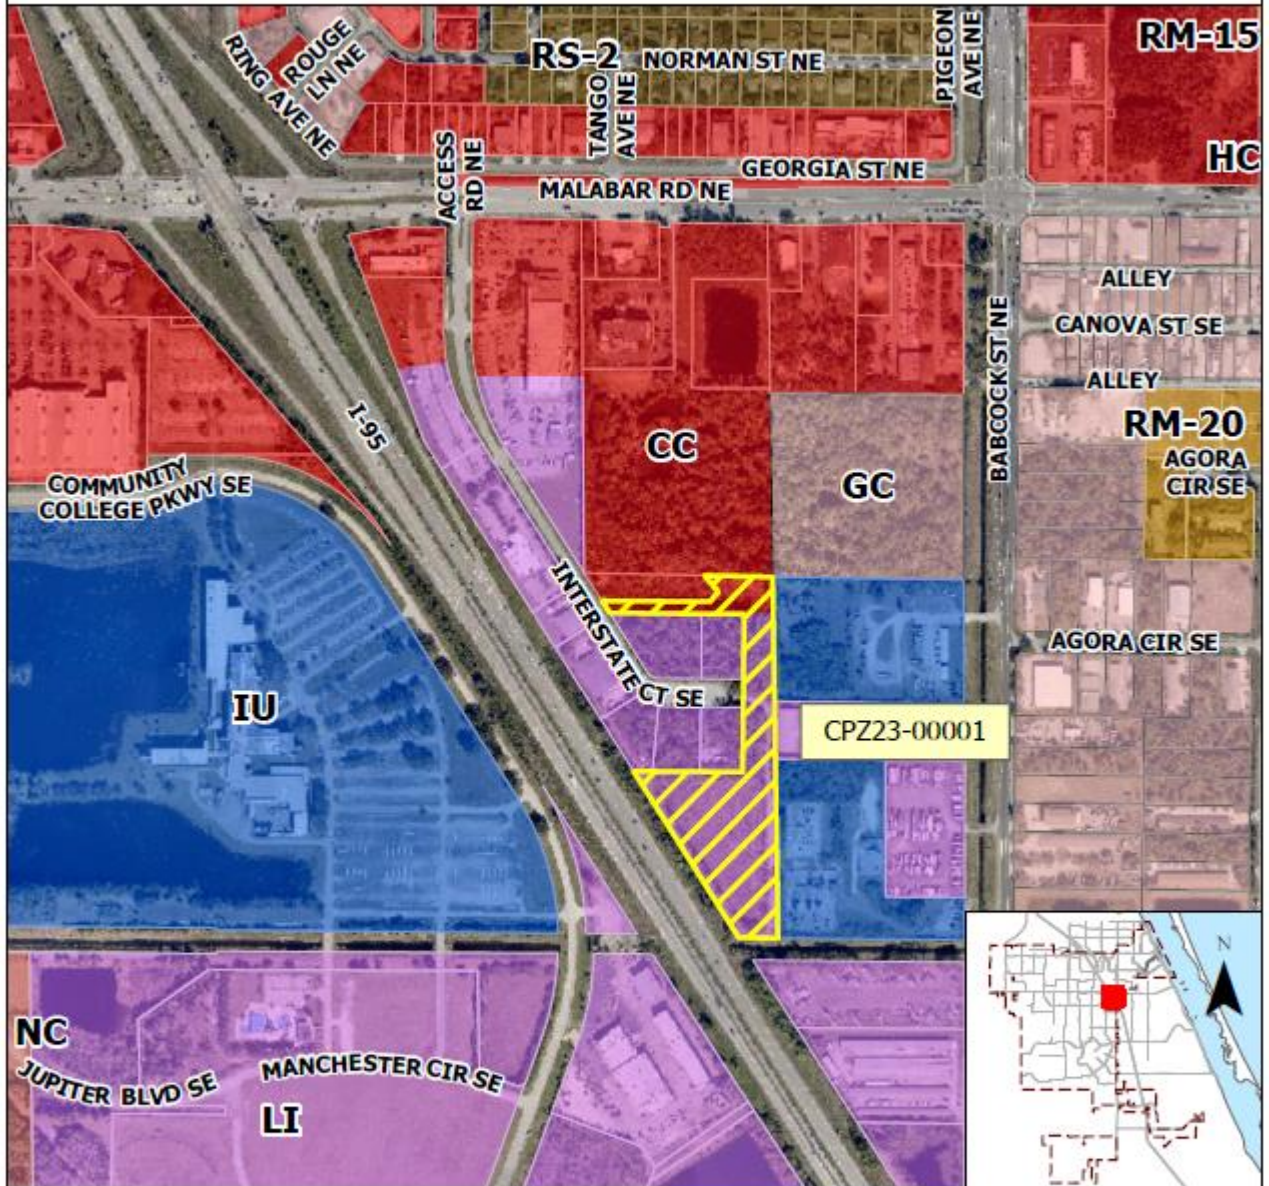 RING AVE NE
ROUGE
LN NE
RS-2
NORMAN ST NE
TANGO
AVE NE
PIGEON
AVE NE
RM-15
HC
ACCESS
RD NE
GEORGIA ST NE
MALABAR RD NE
ALLEY
CANOVA ST SE
ALLEY
BABCOCK ST NE
RM-20
AGORA
CIR SE
I-95
CC
GC
COMMUNITY
COLLEGE PKWY SE
INTERSTATE CT SE
AGORA CIR SE
IU
CPZ23-00001
N
NC
JUPITER BLVD SE
MANCHESTER CIR SE
LI